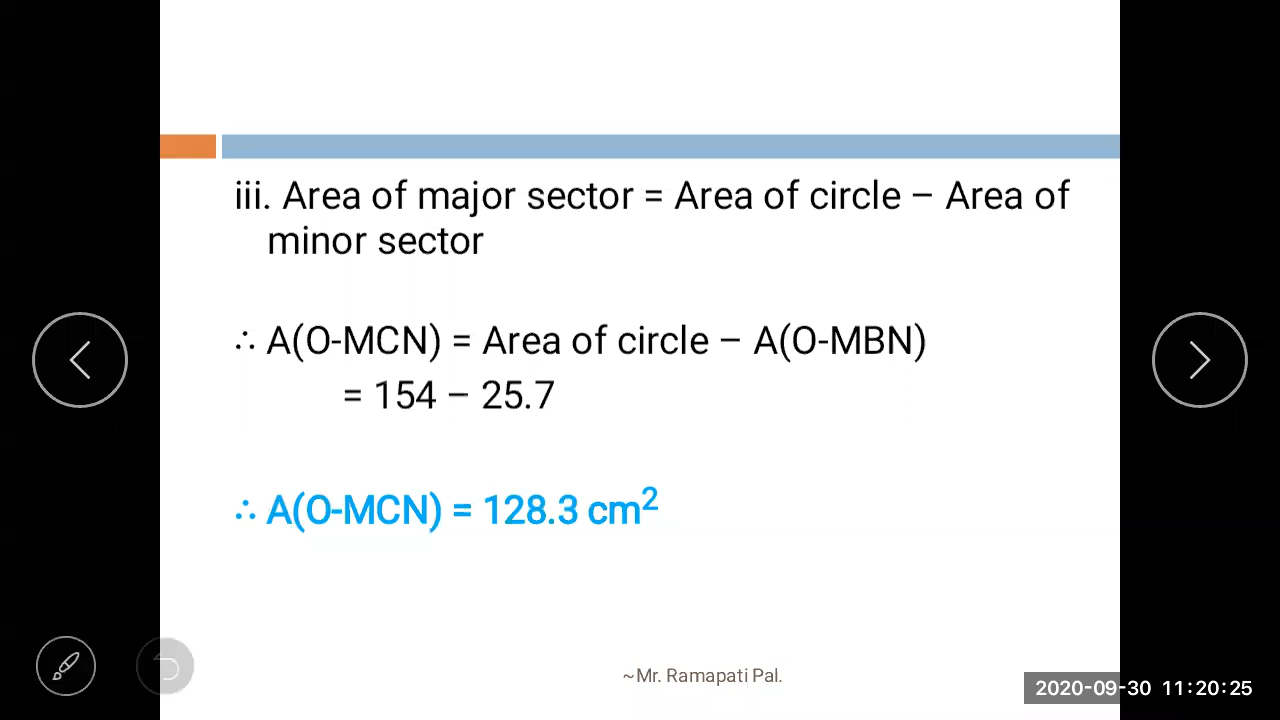 iii. Area of major sector = Area of circle – Area of
minor sector
∴ A(O-MCN) = Area of circle – A(O-MBN)
= 154 – 25.7
∴ A(O-MCN) = 128.3 cm²
~Mr. Ramapati Pal.
2020-09-30 11:20:25